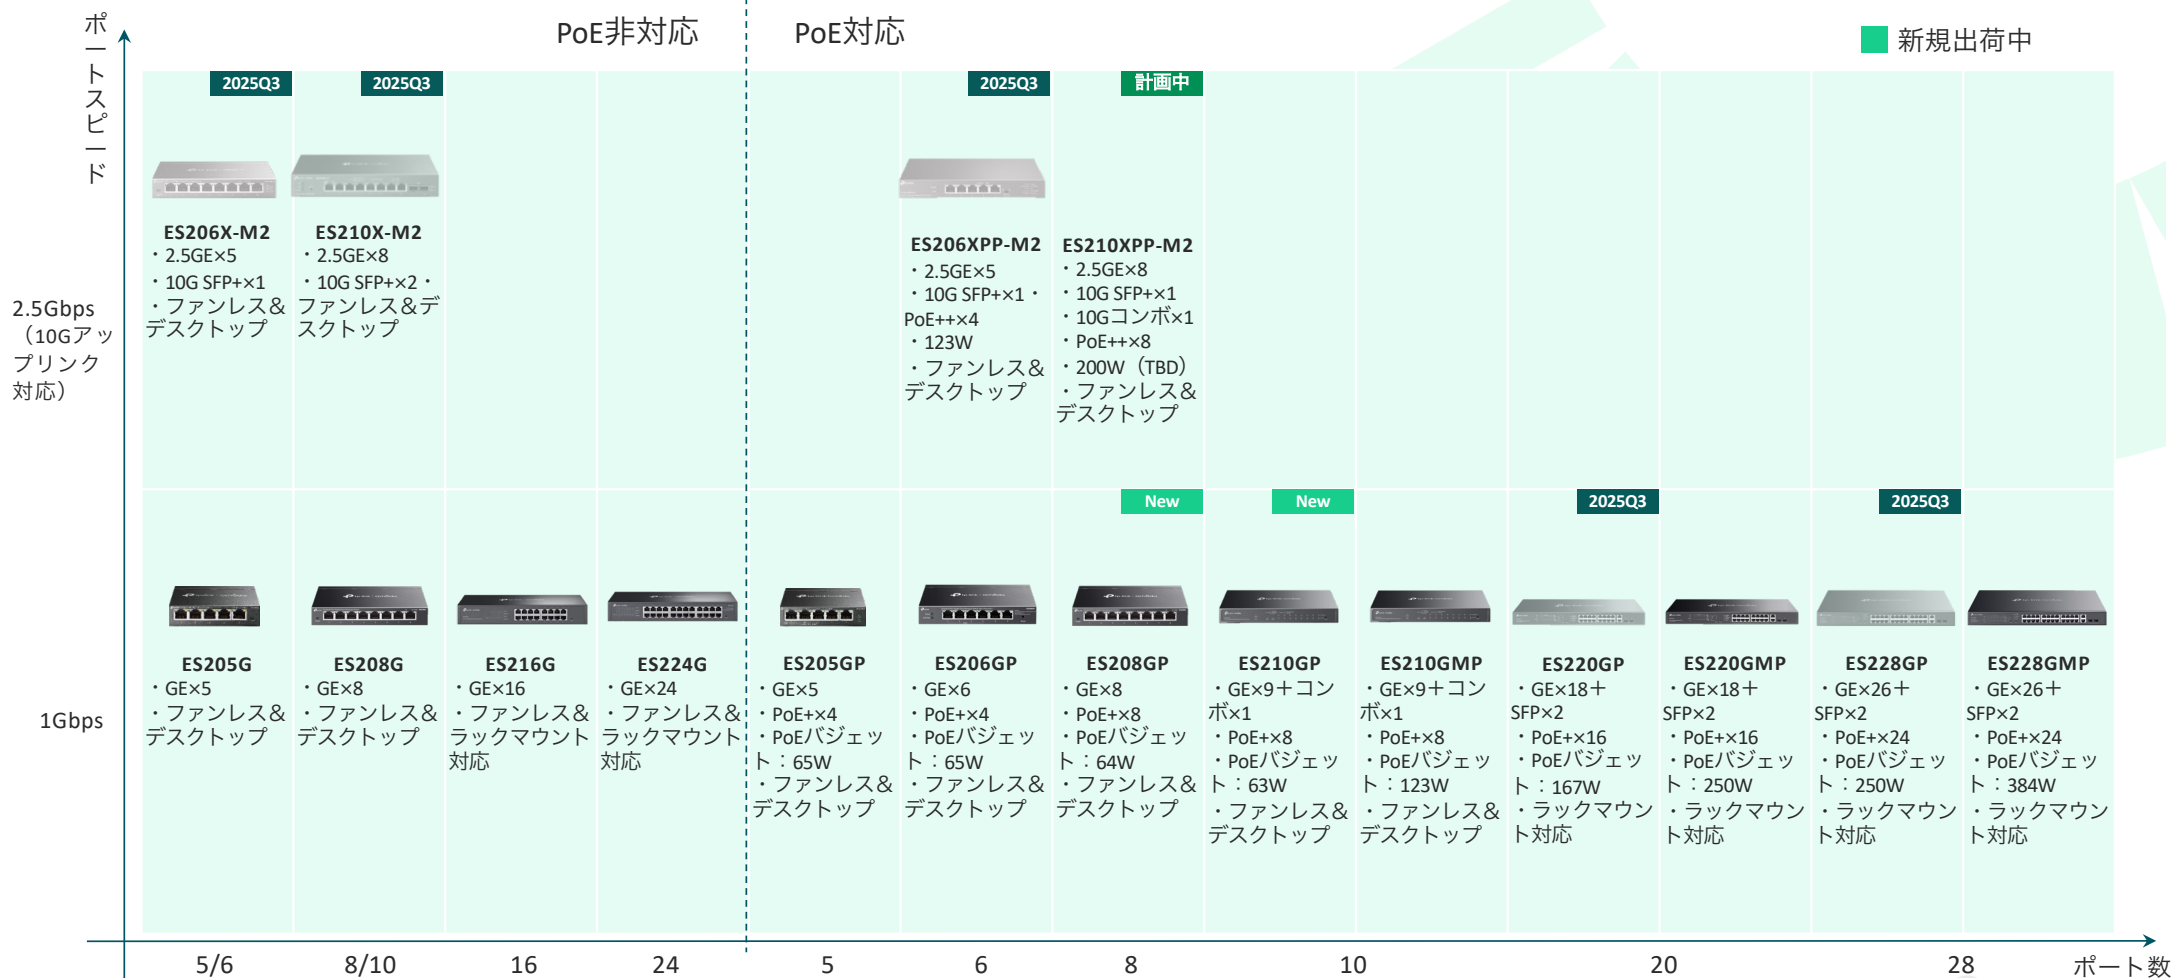 ポートスピード
PoE非対応
PoE対応
新規出荷中
2.5Gbps
（10Gアッ
プリンク
対応）
2025Q3
ES206X-M2
・2.5GE×5
・10G SFP+×1
・ファンレス＆
デスクトップ
2025Q3
ES210X-M2
・2.5GE×8
・10G SFP+×2・
ファンレス＆デ
スクトップ
2025Q3
ES206XPP-M2
・2.5GE×5
・10G SFP+×1・
PoE++×4
・123W
・ファンレス＆
デスクトップ
計画中
ES210XPP-M2
・2.5GE×8
・10G SFP+×1
・10Gコンボ×1
・PoE++×8
・200W（TBD）
・ファンレス＆
デスクトップ
1Gbps
ES205G
・GE×5
・ファンレス＆
デスクトップ
ES208G
・GE×8
・ファンレス＆
デスクトップ
ES216G
・GE×16
・ファンレス＆
ラックマウント
対応
ES224G
・GE×24
・ファンレス＆
ラックマウント
対応
ES205GP
・GE×5
・PoE+×4
・PoEバジェッ
ト：65W
・ファンレス＆
デスクトップ
ES206GP
・GE×6
・PoE+×4
・PoEバジェッ
ト：65W
・ファンレス＆
デスクトップ
New
ES208GP
・GE×8
・PoE+×8
・PoEバジェッ
ト：64W
・ファンレス＆
デスクトップ
New
ES210GP
・GE×9＋コン
ボ×1
・PoE+×8
・PoEバジェッ
ト：63W
・ファンレス＆
デスクトップ
ES210GMP
・GE×9＋コン
ボ×1
・PoE+×8
・PoEバジェッ
ト：123W
・ファンレス＆
デスクトップ
2025Q3
ES220GP
・GE×18＋
SFP×2
・PoE+×16
・PoEバジェッ
ト：167W
・ラックマウン
ト対応
ES220GMP
・GE×18＋
SFP×2
・PoE+×16
・PoEバジェッ
ト：250W
・ラックマウン
ト対応
2025Q3
ES228GP
・GE×26＋
SFP×2
・PoE+×24
・PoEバジェッ
ト：250W
・ラックマウン
ト対応
ES228GMP
・GE×26＋
SFP×2
・PoE+×24
・PoEバジェッ
ト：384W
・ラックマウン
ト対応
5/6
8/10
16
24
5
6
8
10
20
28
ポート数